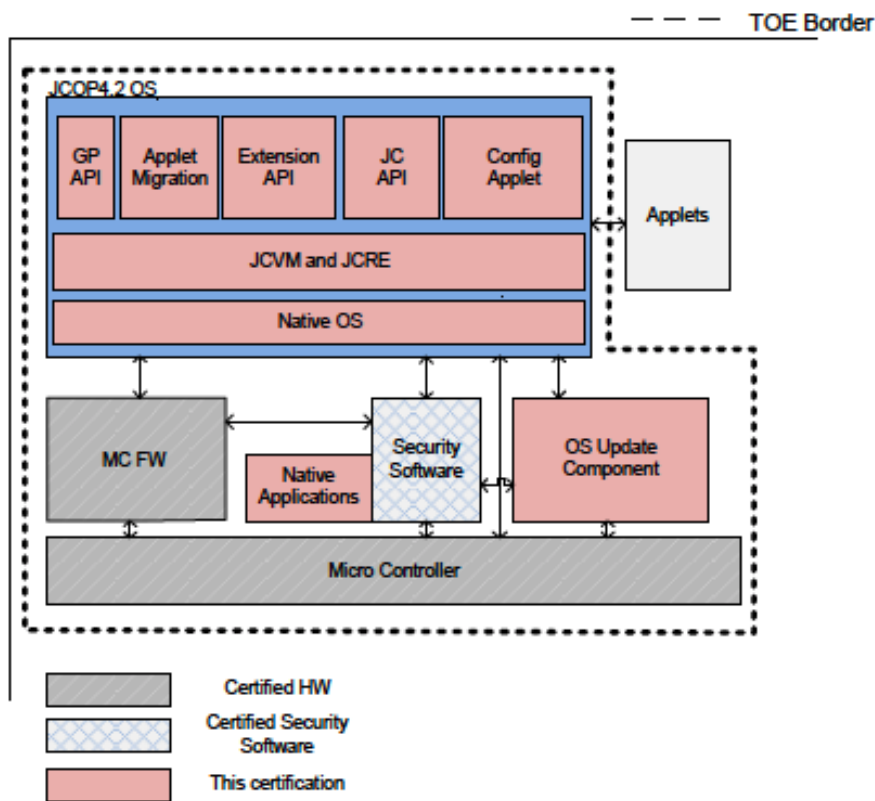 TOE Border
JCOP4.2 OS
GP
API
Applet
Migration
Extension
API
JC
API
Config
Applet
Applets
JCVM and JCRE
Native OS
MC FW
Native
Applications
Security
Software
OS Update
Component
Micro Controller
Certified HW
Certified Security
Software
This certification